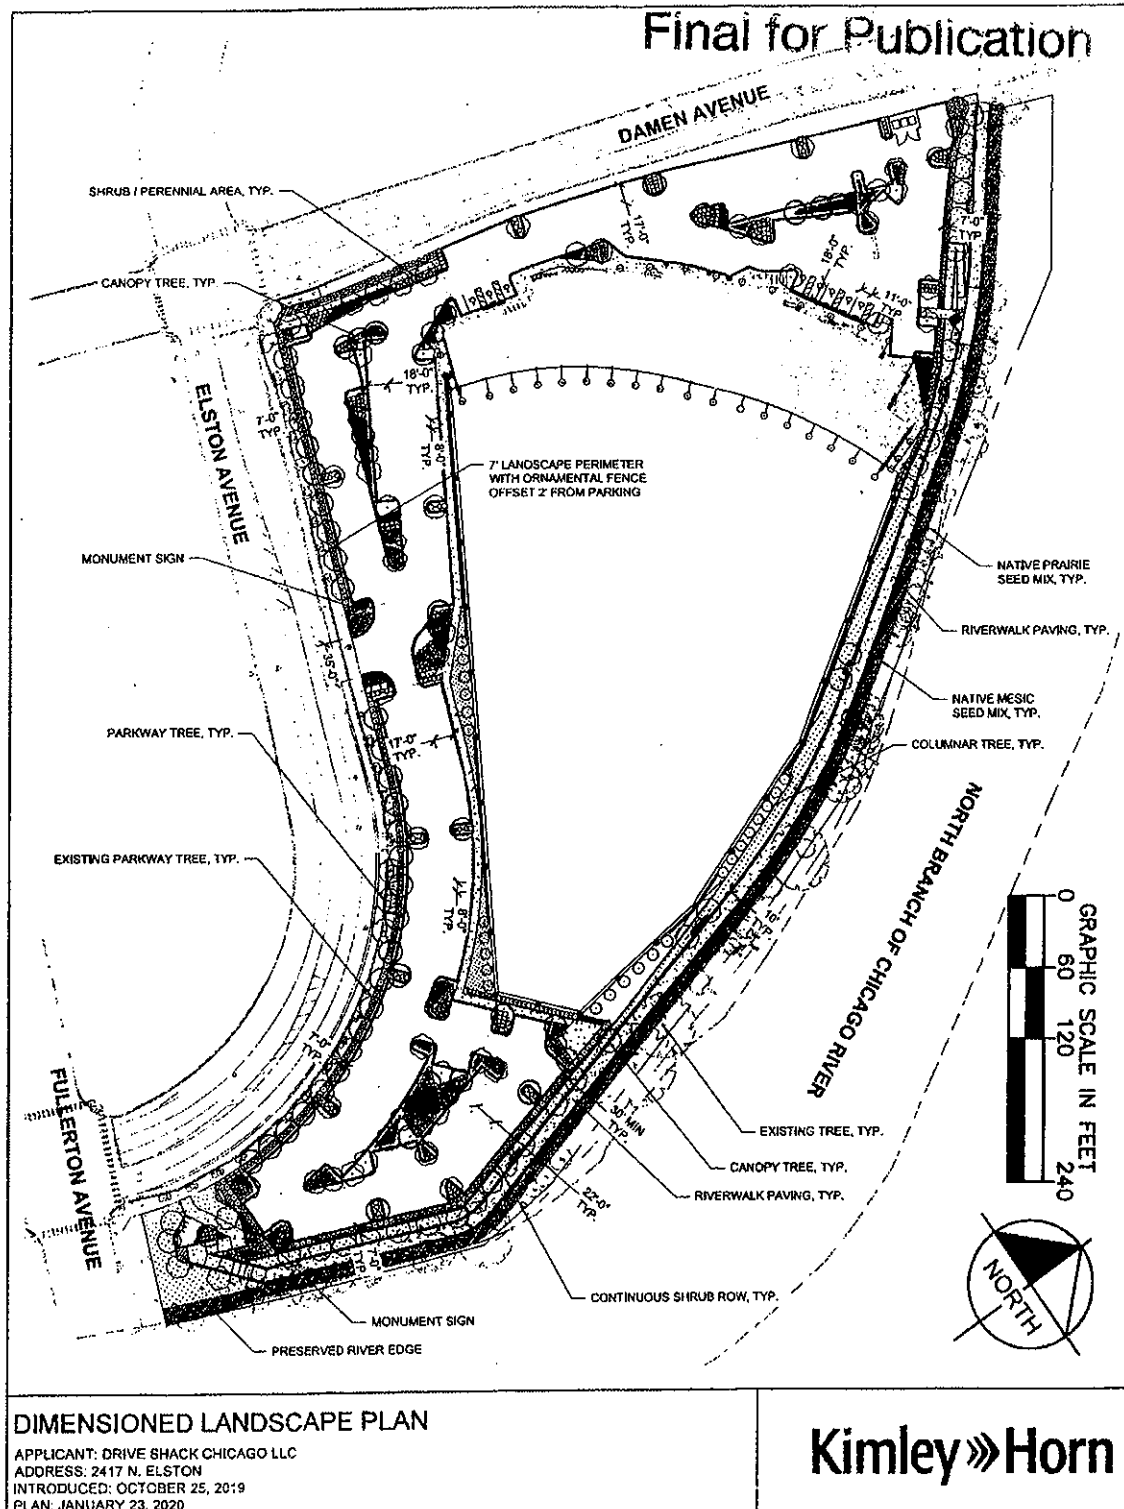 Final for Publication
DAMEN AVENUE
SHRUB / PERENNIAL AREA, TYP.
CANOPY TREE, TYP.
17'-0"
TYP.
18'-0"
TYP.
7'-0"
TYP.
11'-0"
TYP.
18'-0"
TYP.
ELSTON AVENUE
7'-0"
TYP.
8'-0"
TYP.
7' LANDSCAPE PERIMETER
WITH ORNAMENTAL FENCE
OFFSET 2' FROM PARKING
MONUMENT SIGN
NATIVE PRAIRIE
SEED MIX, TYP.
RIVERWALK PAVING, TYP.
35'-0"
NATIVE MESIC
SEED MIX, TYP.
PARKWAY TREE, TYP.
17'-0"
TYP.
COLUMNAR TREE, TYP.
NORTH BRANCH OF CHICAGO RIVER
EXISTING PARKWAY TREE, TYP.
8'-0"
TYP.
10'
TYP.
GRAPHIC SCALE IN FEET
0
60
120
240
7'-0"
TYP.
FULLERTON AVENUE
30' MIN
TYP.
EXISTING TREE, TYP.
CANOPY TREE, TYP.
RIVERWALK PAVING, TYP.
22'-0"
TYP.
7'-0"
TYP.
CONTINUOUS SHRUB ROW, TYP.
MONUMENT SIGN
PRESERVED RIVER EDGE
NORTH
DIMENSIONED LANDSCAPE PLAN
APPLICANT: DRIVE SHACK CHICAGO LLC
ADDRESS: 2417 N. ELSTON
INTRODUCED: OCTOBER 25, 2019
PLAN: JANUARY 23, 2020
Kimley»Horn